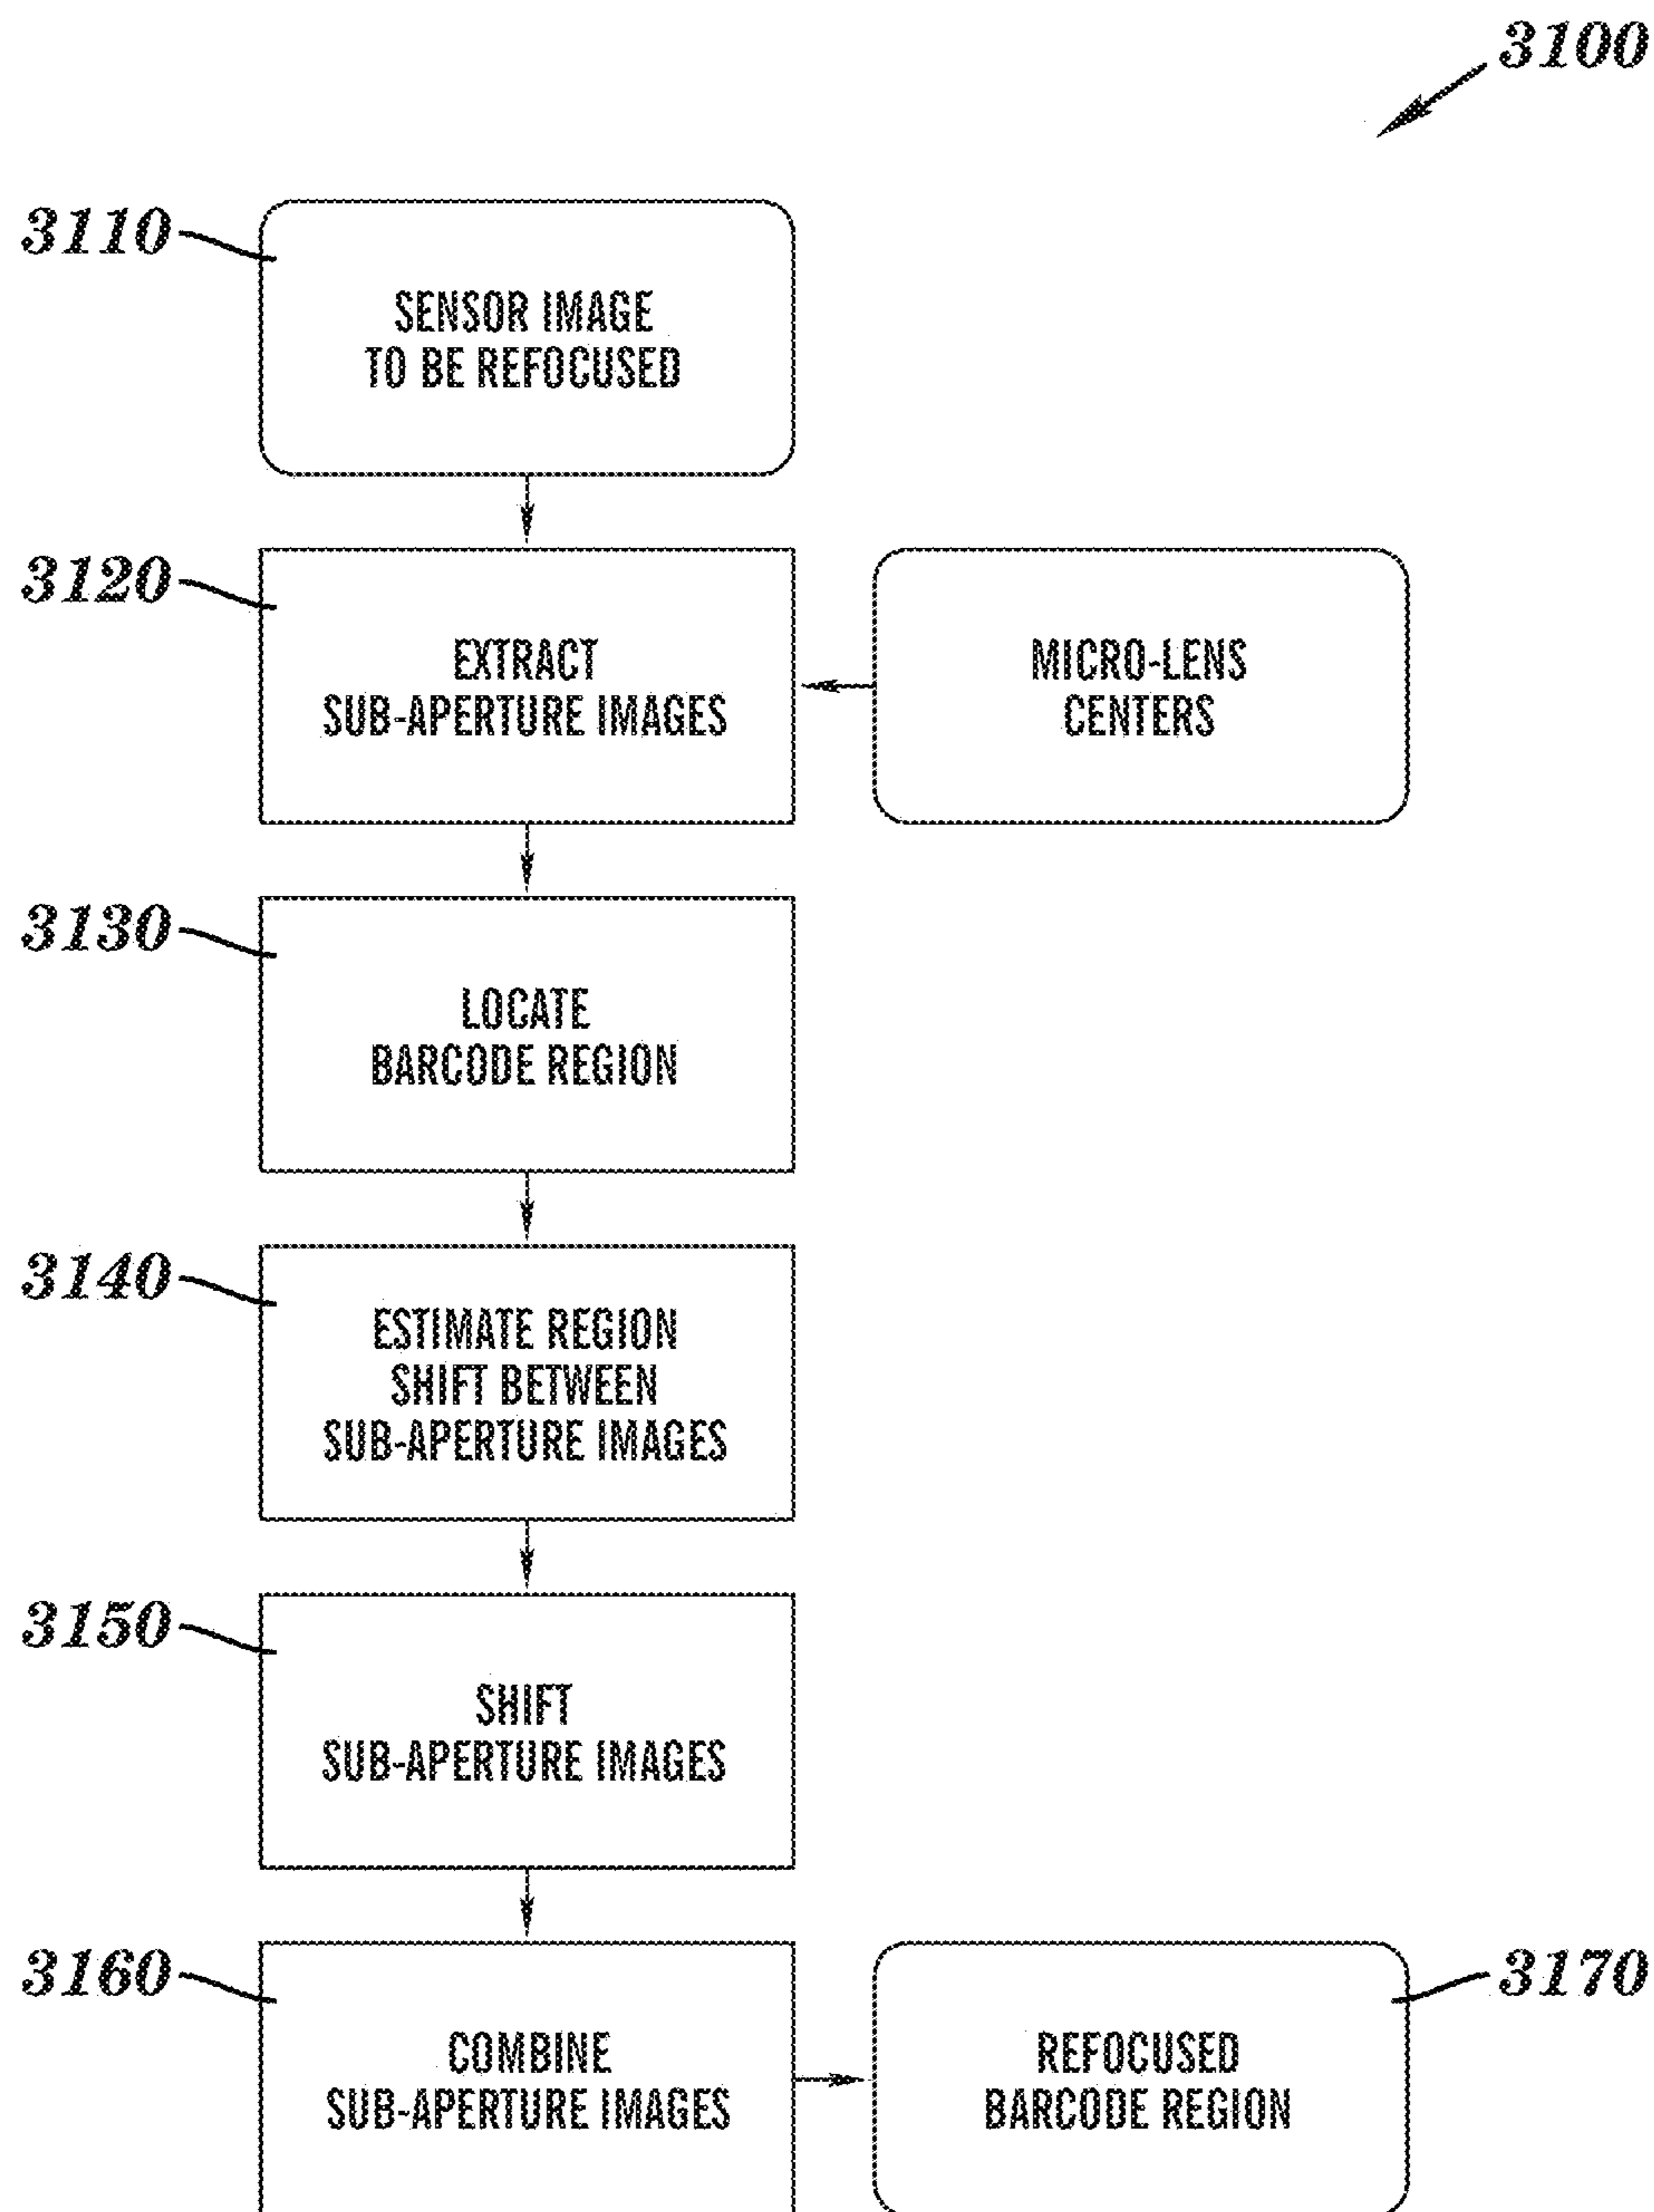 3100
3110
SENSOR IMAGE
TO BE REFOCUSED
3120
EXTRACT
SUB-APERTURE IMAGES
MICRO-LENS
CENTERS
3130
LOCATE
BARCODE REGION
3140
ESTIMATE REGION
SHIFT BETWEEN
SUB-APERTURE IMAGES
3150
SHIFT
SUB-APERTURE IMAGES
3160
COMBINE
SUB-APERTURE IMAGES
3170
REFOCUSED
BARCODE REGION